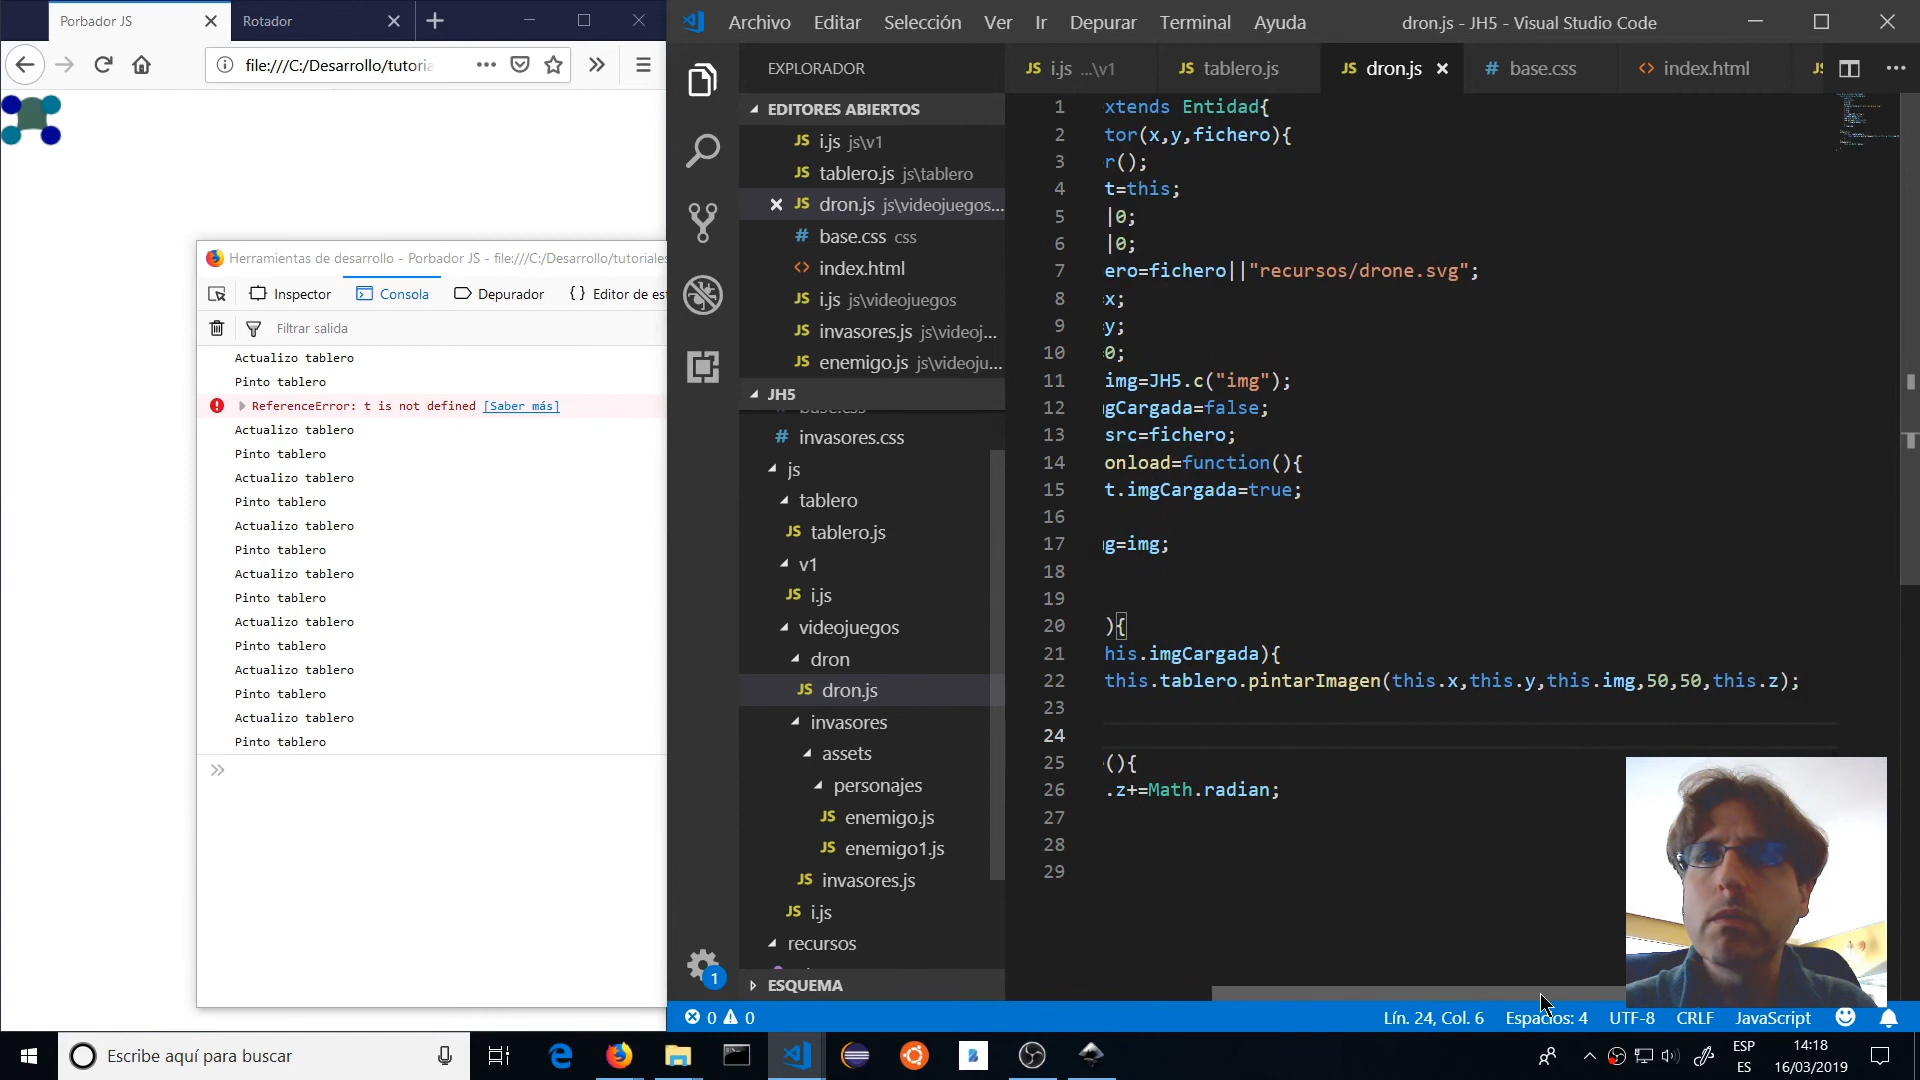 Porbador JS
Rotador
file:///C:/Desarrollo/tutoria
Herramientas de desarrollo - Porbador JS - file:///C:/Desarrollo/tutoriales
Inspector
Consola
Depurador
{ } Editor de est
Filtrar salida
Actualizo tablero
Pinto tablero
ReferenceError: t is not defined [Saber más]
Actualizo tablero
Pinto tablero
Actualizo tablero
Pinto tablero
Actualizo tablero
Pinto tablero
Actualizo tablero
Pinto tablero
Actualizo tablero
Pinto tablero
Actualizo tablero
Pinto tablero
Actualizo tablero
Pinto tablero
Archivo Editar Selección Ver Ir Depurar Terminal Ayuda
dron.js - JH5 - Visual Studio Code
EXPLORADOR
EDITORES ABIERTOS
JS i.js js\v1
JS tablero.js js\tablero
JS dron.js js\videojuegos...
# base.css css
<> index.html
JS i.js js\videojuegos
JS invasores.js js\videoj...
JS enemigo.js js\videoju...
JH5
base.css
# invasores.css
js
tablero
JS tablero.js
v1
JS i.js
videojuegos
dron
JS dron.js
invasores
assets
personajes
JS enemigo.js
JS enemigo1.js
JS invasores.js
JS i.js
recursos
ESQUEMA
1
JS i.js ...\v1
JS tablero.js
JS dron.js
# base.css
<> index.html
1 xtends Entidad{
2 tor(x,y,fichero){
3 r();
4 t=this;
5 |0;
6 |0;
7 ero=fichero||"recursos/drone.svg";
8 x;
9 y;
10 0;
11 img=JH5.c("img");
12 gCargada=false;
13 src=fichero;
14 onload=function(){
15 t.imgCargada=true;
16
17 g=img;
18
19
20 ){
21 his.imgCargada){
22 this.tablero.pintarImagen(this.x,this.y,this.img,50,50,this.z);
23
24
25 (){
26 .z+=Math.radian;
27
28
29
0 0
Lín. 24, Col. 6
Espacios: 4
UTF-8
CRLF
JavaScript
Escribe aquí para buscar
ESP
ES
14:18
16/03/2019